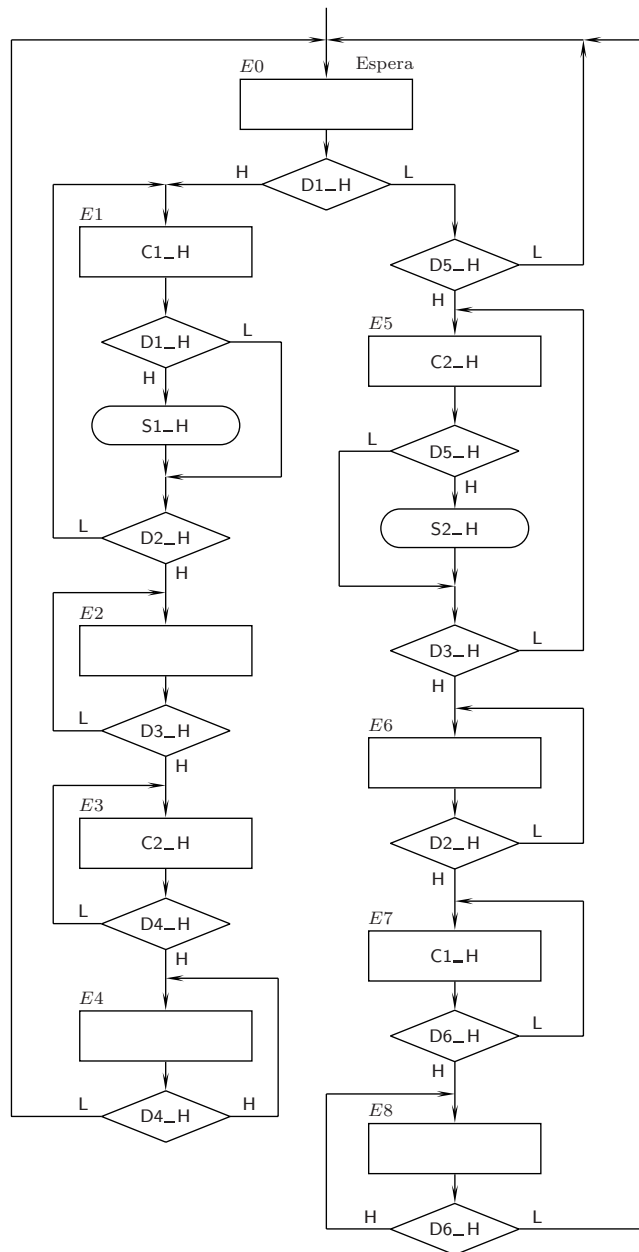 E0 Espera
H D1_H L
E1
C1_H
D5_H L
H
D1_H L
H
E5
C2_H
S1_H
L D5_H
H
L D2_H
H
S2_H
E2
D3_H L
H
L D3_H
H
E6
E3
C2_H
D2_H L
H
L D4_H
H
E7
C1_H
E4
D6_H L
H
L D4_H H
E8
H D6_H L